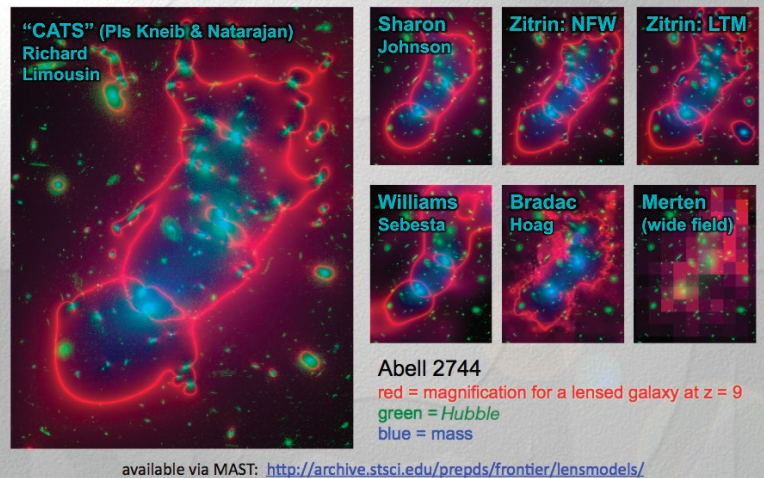 “CATS” (PIs Kneib & Natarajan)
Richard
Limousin
Sharon
Johnson
Zitrin: NFW
Zitrin: LTM
Williams
Sebesta
Bradac
Hoag
Merten
(wide field)
Abell 2744
red = magnification for a lensed galaxy at z = 9
green = Hubble
blue = mass
available via MAST: http://archive.stsci.edu/prepds/frontier/lensmodels/